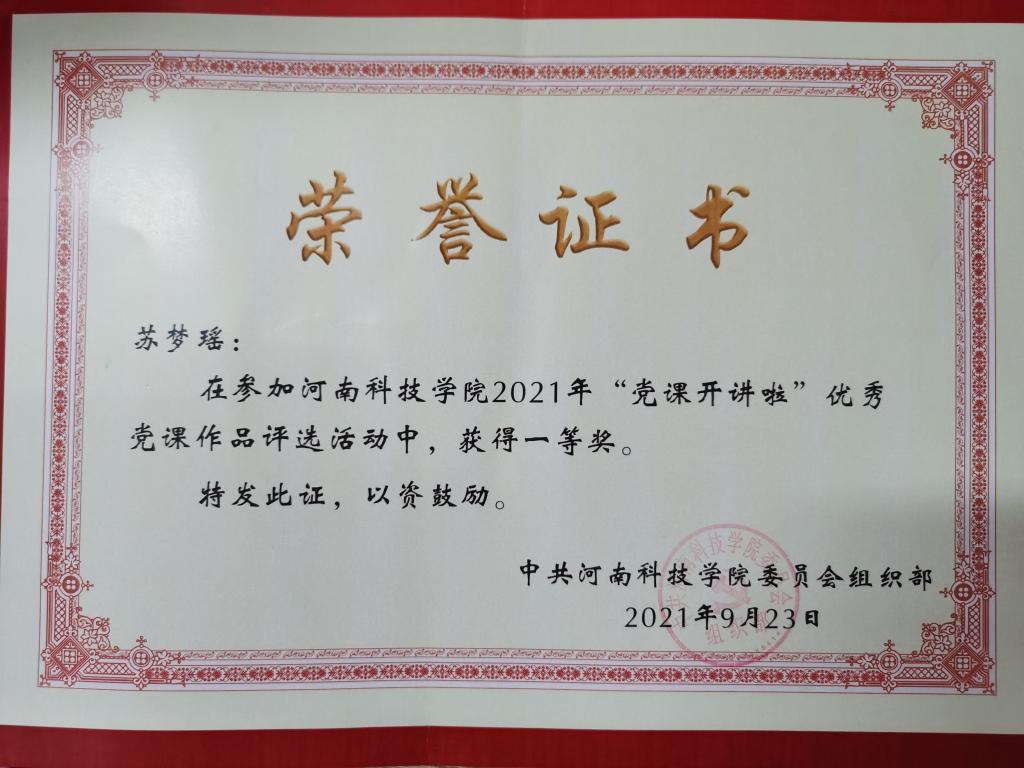 荣誉证书
苏梦瑶：
在参加河南科技学院2021年“党课开讲啦”优秀
党课作品评选活动中，获得一等奖。
特发此证，以资鼓励。
中共河南科技学院委员会组织部
2021年9月23日
组织部